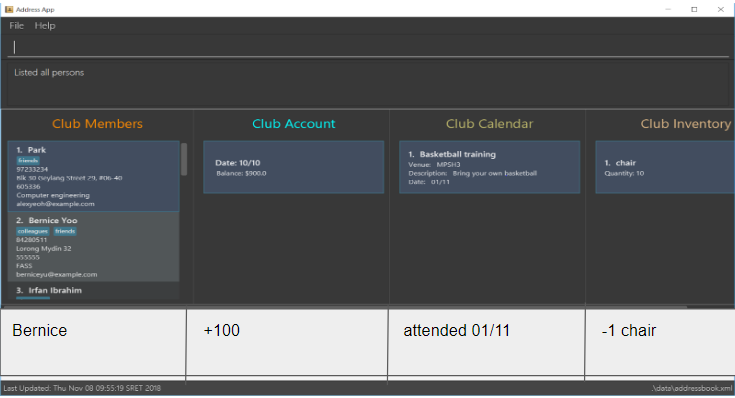 Address App
File Help
Listed all persons
Club Members
1. Park
friends
97233234
Blk 30 Geylang Street 29, #06-40
605336
Computer engineering
alexyeoh@example.com
2. Bernice Yoo
colleagues friends
84280511
Lorong Mydin 32
555555
FASS
berniceyu@example.com
3. Irfan Ibrahim
Club Account
Date: 10/10
Balance: $900.0
Club Calendar
1. Basketball training
Venue: MPSH3
Description: Bring your own basketball
Date: 01/11
Club Inventory
1. chair
Quantity: 10
Bernice
+100
attended 01/11
-1 chair
Last Updated: Thu Nov 08 09:55:19 SRET 2018
.\data\addressbook.xml